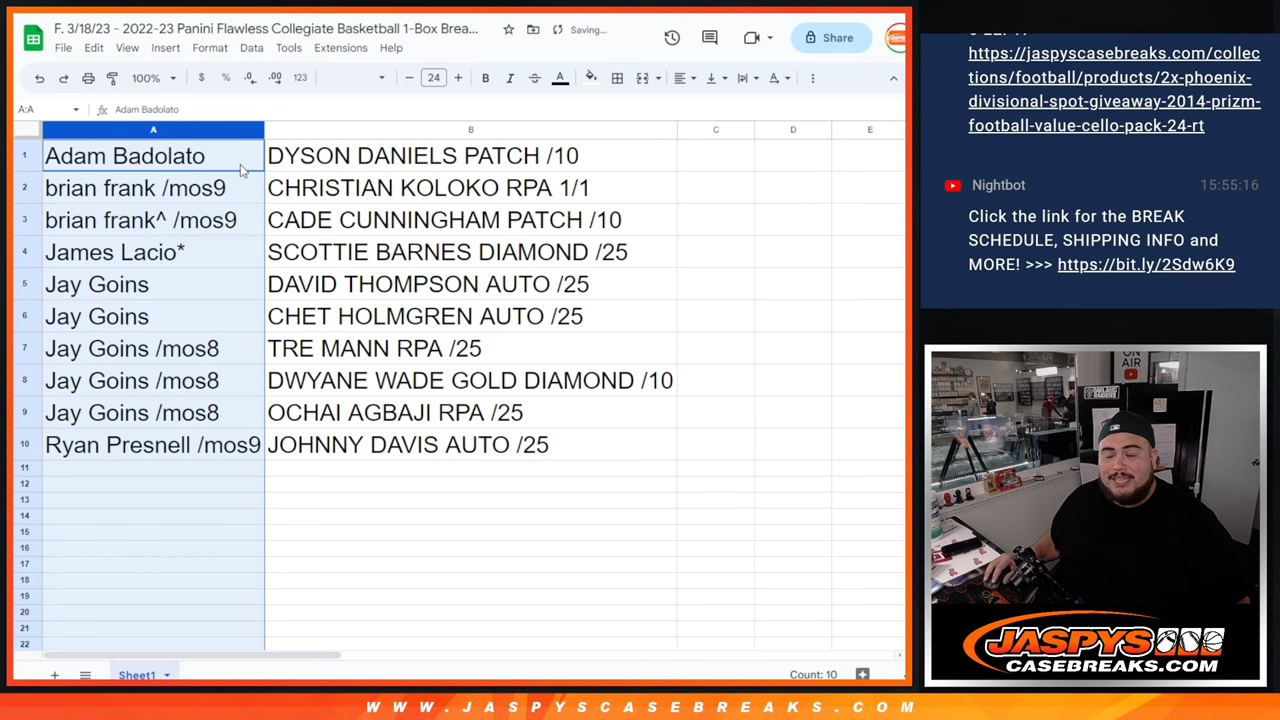 F. 3/18/23 - 2022-23 Panini Flawless Collegiate Basketball 1-Box Brea...
Saving...
File Edit View Insert Format Data Tools Extensions Help
Share
100% $ % .0 .00 123 24 B I A
A:A fx Adam Badolato
A B C D E
1 Adam Badolato DYSON DANIELS PATCH /10
2 brian frank /mos9 CHRISTIAN KOLOKO RPA 1/1
3 brian frank^ /mos9 CADE CUNNINGHAM PATCH /10
4 James Lacio* SCOTTIE BARNES DIAMOND /25
5 Jay Goins DAVID THOMPSON AUTO /25
6 Jay Goins CHET HOLMGREN AUTO /25
7 Jay Goins /mos8 TRE MANN RPA /25
8 Jay Goins /mos8 DWYANE WADE GOLD DIAMOND /10
9 Jay Goins /mos8 OCHAI AGBAJI RPA /25
10 Ryan Presnell /mos9 JOHNNY DAVIS AUTO /25
11
12
13
14
15
16
17
18
19
20
21
22
Sheet1
Count: 10
https://jaspyscasebreaks.com/collec
tions/football/products/2x-phoenix-
divisional-spot-giveaway-2014-prizm-
football-value-cello-pack-24-rt
Nightbot 15:55:16
Click the link for the BREAK
SCHEDULE, SHIPPING INFO and
MORE! >>> https://bit.ly/2Sdw6K9
ON
AIR
JASPYS
CASEBREAKS.COM
WWW.JASPYSCASEBREAKS.COM